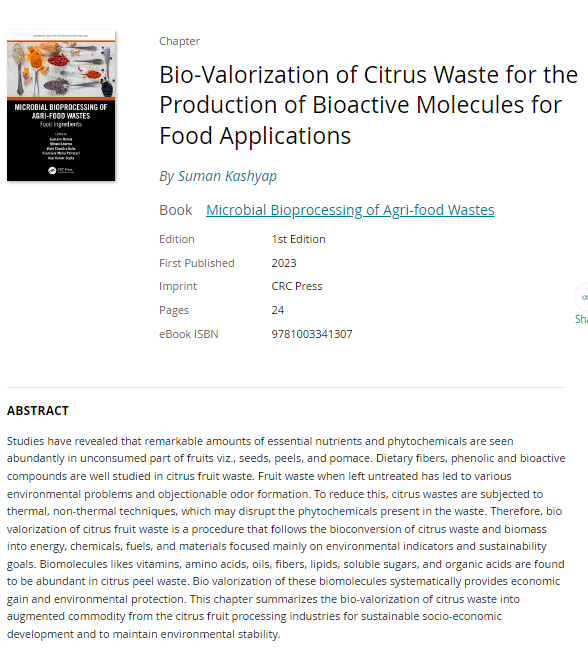 MICROBIAL BIOPROCESSING OF
AGRI-FOOD WASTES
Food Ingredients
CRC Press
Chapter
Bio-Valorization of Citrus Waste for the
Production of Bioactive Molecules for
Food Applications
By Suman Kashyap
Book Microbial Bioprocessing of Agri-food Wastes
Edition 1st Edition
First Published 2023
Imprint CRC Press
Pages 24
eBook ISBN 9781003341307
ABSTRACT
Studies have revealed that remarkable amounts of essential nutrients and phytochemicals are seen
abundantly in unconsumed part of fruits viz., seeds, peels, and pomace. Dietary fibers, phenolic and bioactive
compounds are well studied in citrus fruit waste. Fruit waste when left untreated has led to various
environmental problems and objectionable odor formation. To reduce this, citrus wastes are subjected to
thermal, non-thermal techniques, which may disrupt the phytochemicals present in the waste. Therefore, bio
valorization of citrus fruit waste is a procedure that follows the bioconversion of citrus waste and biomass
into energy, chemicals, fuels, and materials focused mainly on environmental indicators and sustainability
goals. Biomolecules likes vitamins, amino acids, oils, fibers, lipids, soluble sugars, and organic acids are found
to be abundant in citrus peel waste. Bio valorization of these biomolecules systematically provides economic
gain and environmental protection. This chapter summarizes the bio-valorization of citrus waste into
augmented commodity from the citrus fruit processing industries for sustainable socio-economic
development and to maintain environmental stability.